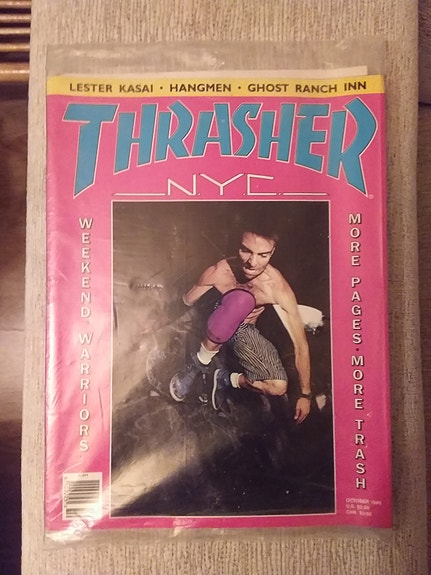 LESTER KASAI • HANGMEN • GHOST RANCH INN
THRASHER
N.Y.C.
WEEKEND WARRIORS
MORE PAGES • MORE TRASH